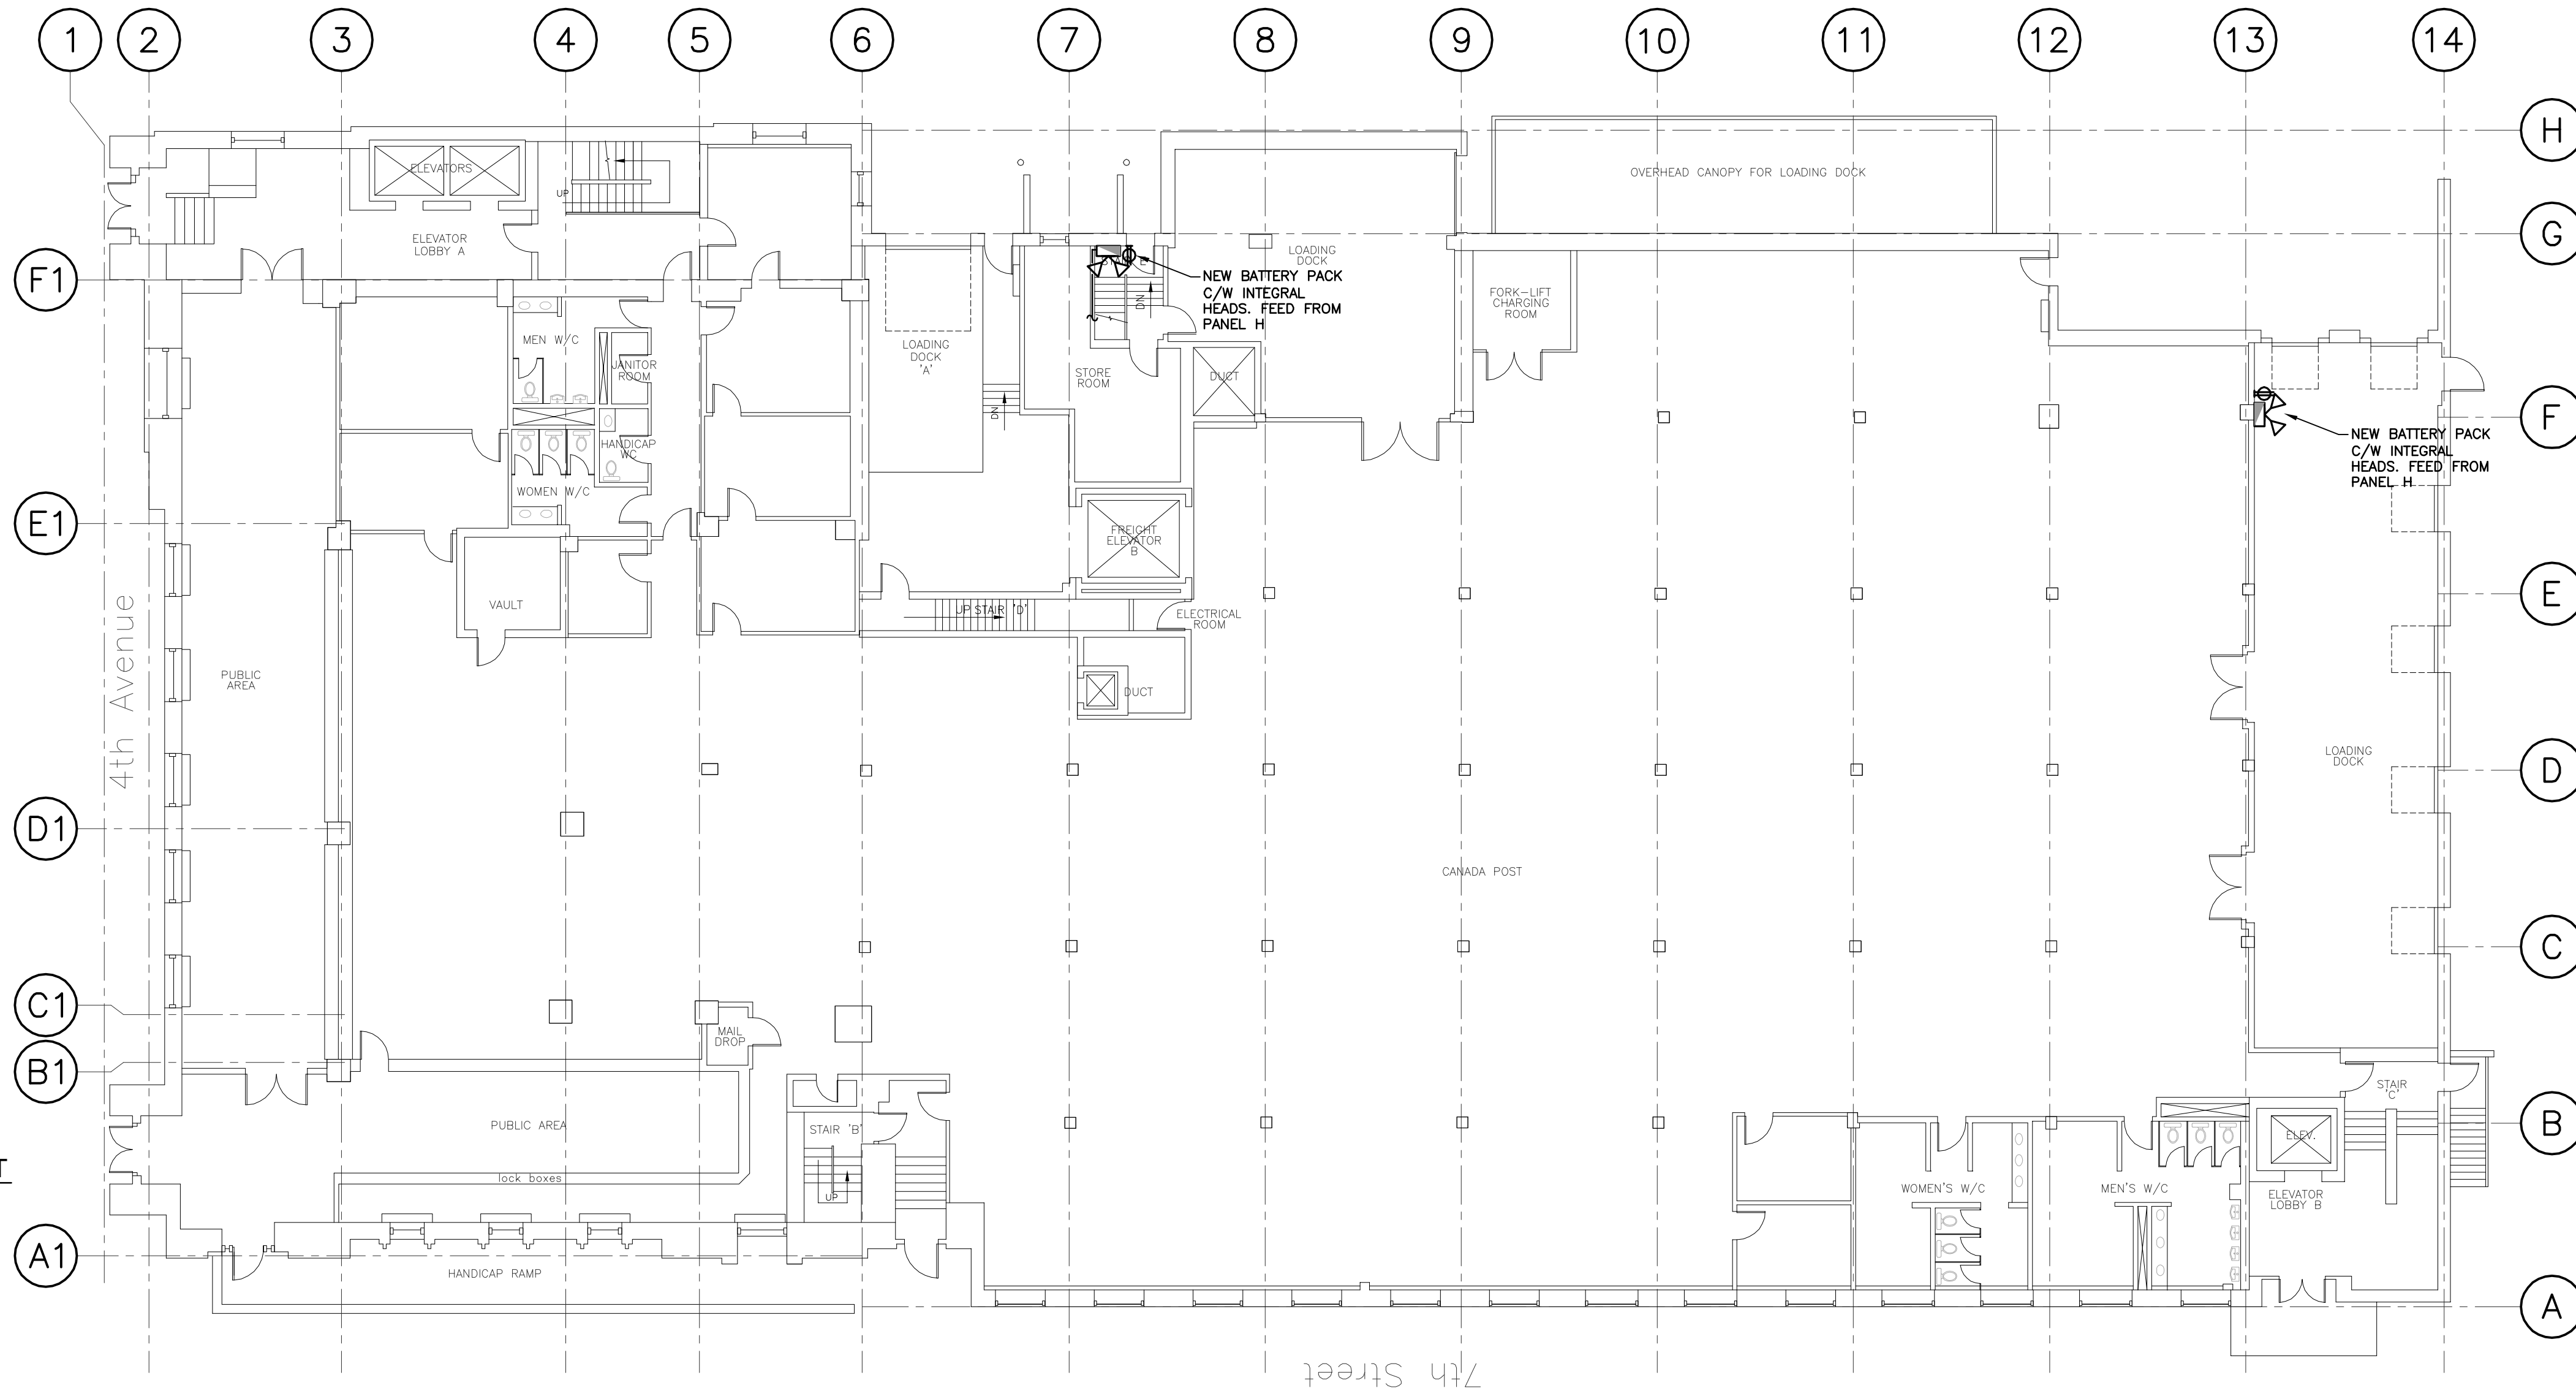 1
2
3
4
5
6
7
8
9
10
11
12
13
14
H
G
F1
F
E1
E
D
D1
C
C1
B1
B
A1
A
ELEVATORS
UP
ELEVATOR
LOBBY A
OVERHEAD CANOPY FOR LOADING DOCK
LOADING
DOCK
NEW BATTERY PACK
C/W INTEGRAL
HEADS. FEED FROM
PANEL H
DN
FORK-LIFT
CHARGING
ROOM
MEN W/C
JANITOR
ROOM
LOADING
DOCK
'A'
DN
STORE
ROOM
DUCT
HANDICAP
WC
WOMEN W/C
NEW BATTERY PACK
C/W INTEGRAL
HEADS. FEED FROM
PANEL H
FREIGHT
ELEVATOR
B
VAULT
UP STAIR 'D'
ELECTRICAL
ROOM
4th Avenue
PUBLIC
AREA
DUCT
LOADING
DOCK
CANADA POST
MAIL
DROP
STAIR
'C'
PUBLIC AREA
STAIR 'B'
ELEV.
lock boxes
UP
WOMEN'S W/C
MEN'S W/C
ELEVATOR
LOBBY B
HANDICAP RAMP
7th Street